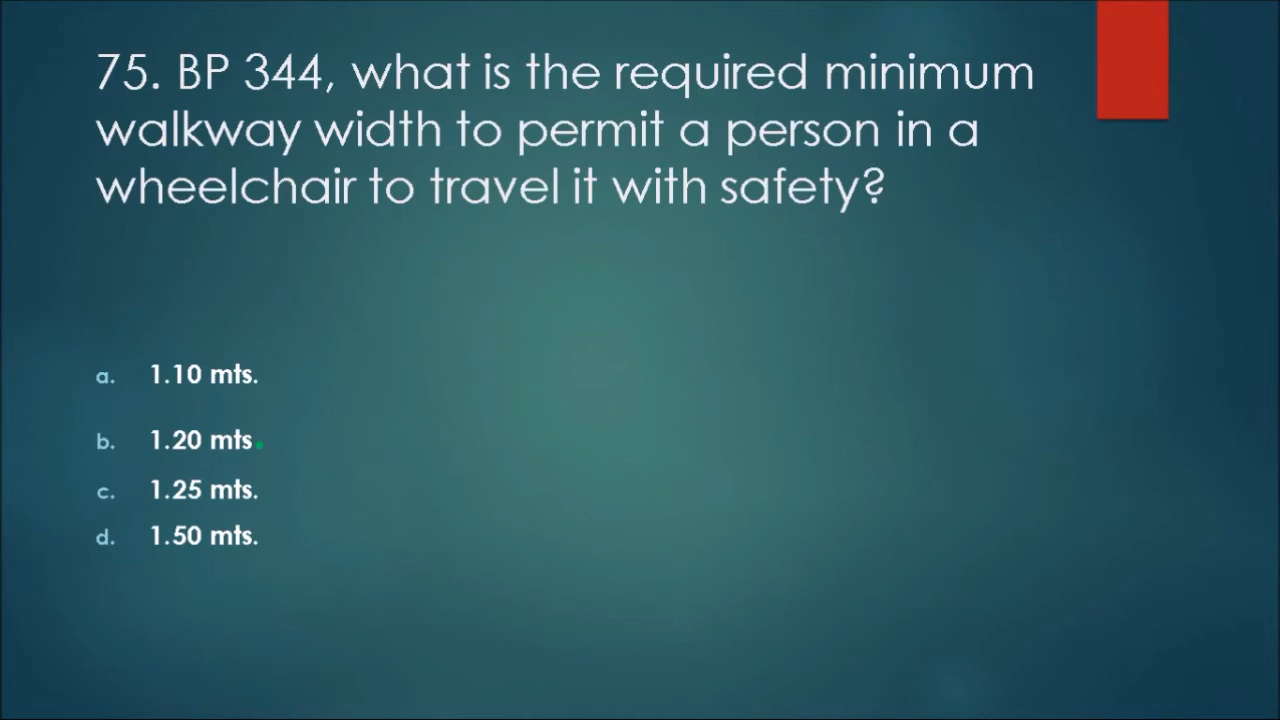 75. BP 344, what is the required minimum
walkway width to permit a person in a
wheelchair to travel it with safety?
a. 1.10 mts.
b. 1.20 mts.
c. 1.25 mts.
d. 1.50 mts.